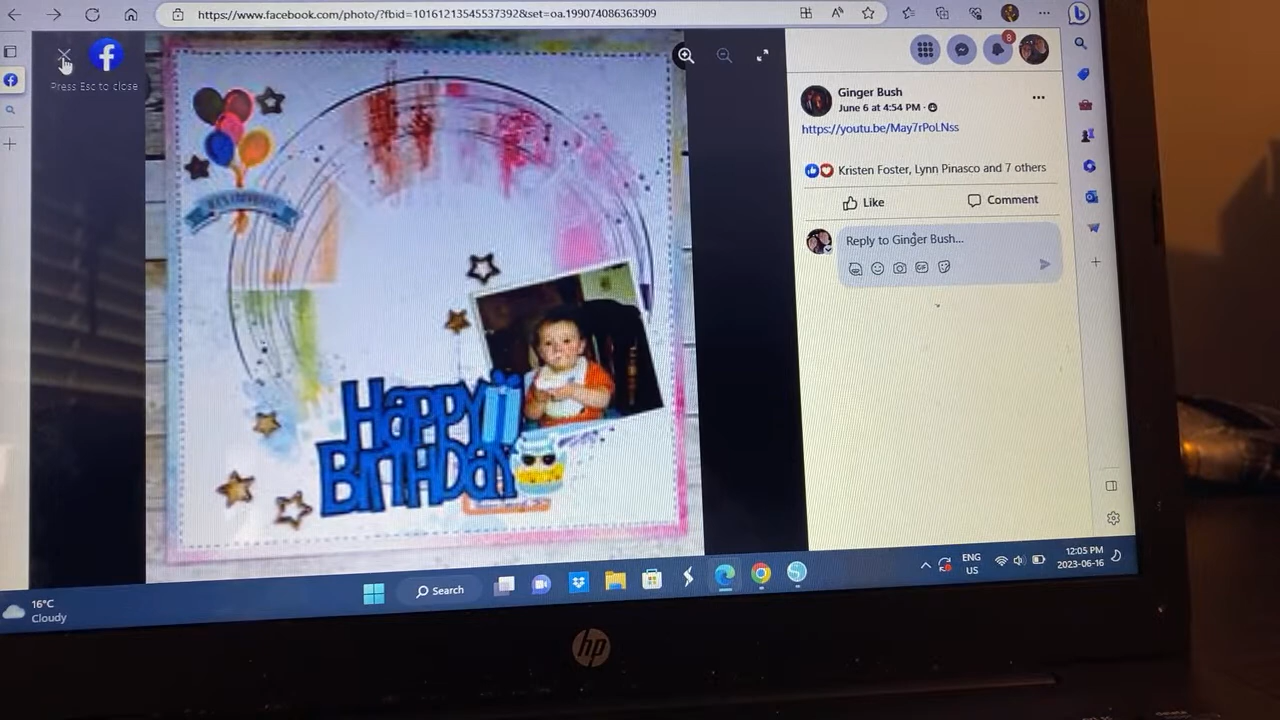 https://www.facebook.com/photo/?fbid=10161213545537392&set=oa.199074086363909
Press Esc to close
8
Ginger Bush
June 6 at 4:54 PM
https://youtu.be/May7rPoLNss
Kristen Foster, Lynn Pinasco and 7 others
Like
Comment
Reply to Ginger Bush...
GIF
HAPPY
BIRTHDAY
16°C
Cloudy
Search
ENG
US
12:05 PM
2023-06-16
hp